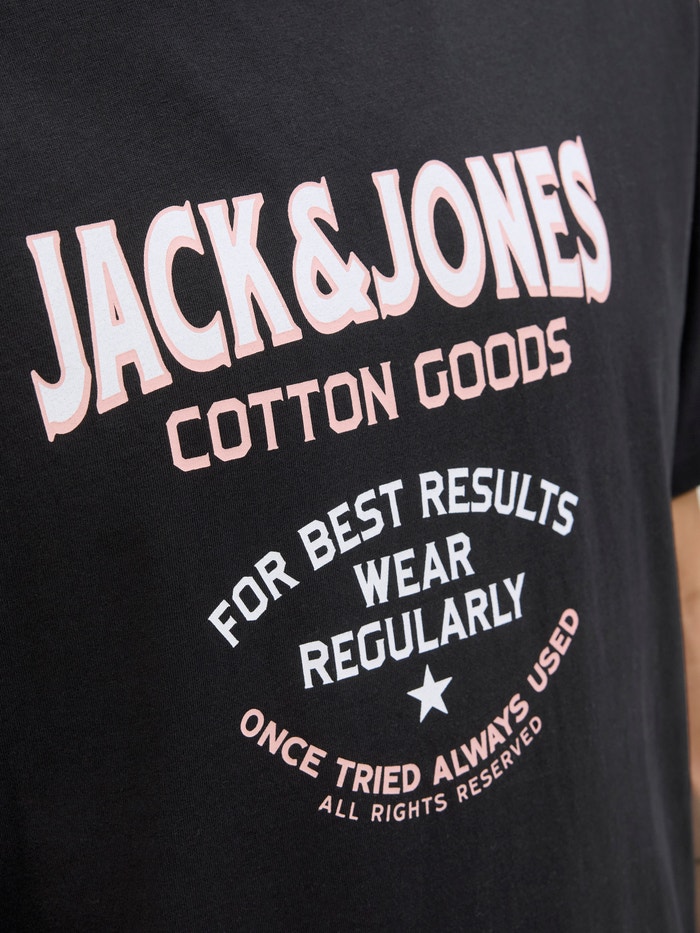 JACK&JONES
COTTON GOODS
FOR BEST RESULTS
WEAR
REGULARLY
ONCE TRIED ALWAYS USED
ALL RIGHTS RESERVED